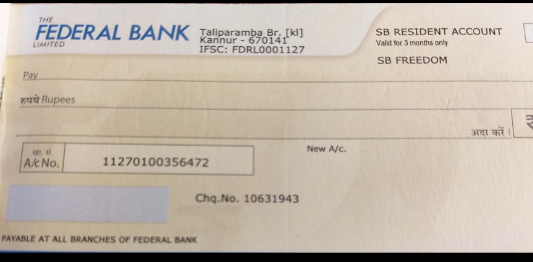 THE
FEDERAL BANK
LIMITED
Taliparamba Br. [kl]
Kannur - 670141
IFSC: FDRL0001127
SB RESIDENT ACCOUNT
Valid for 3 months only
SB FREEDOM
Pay
रुपये Rupees
अदा करें।
खा. सं.
A/c No. 11270100356472
New A/c.
Chq.No. 10631943
PAYABLE AT ALL BRANCHES OF FEDERAL BANK